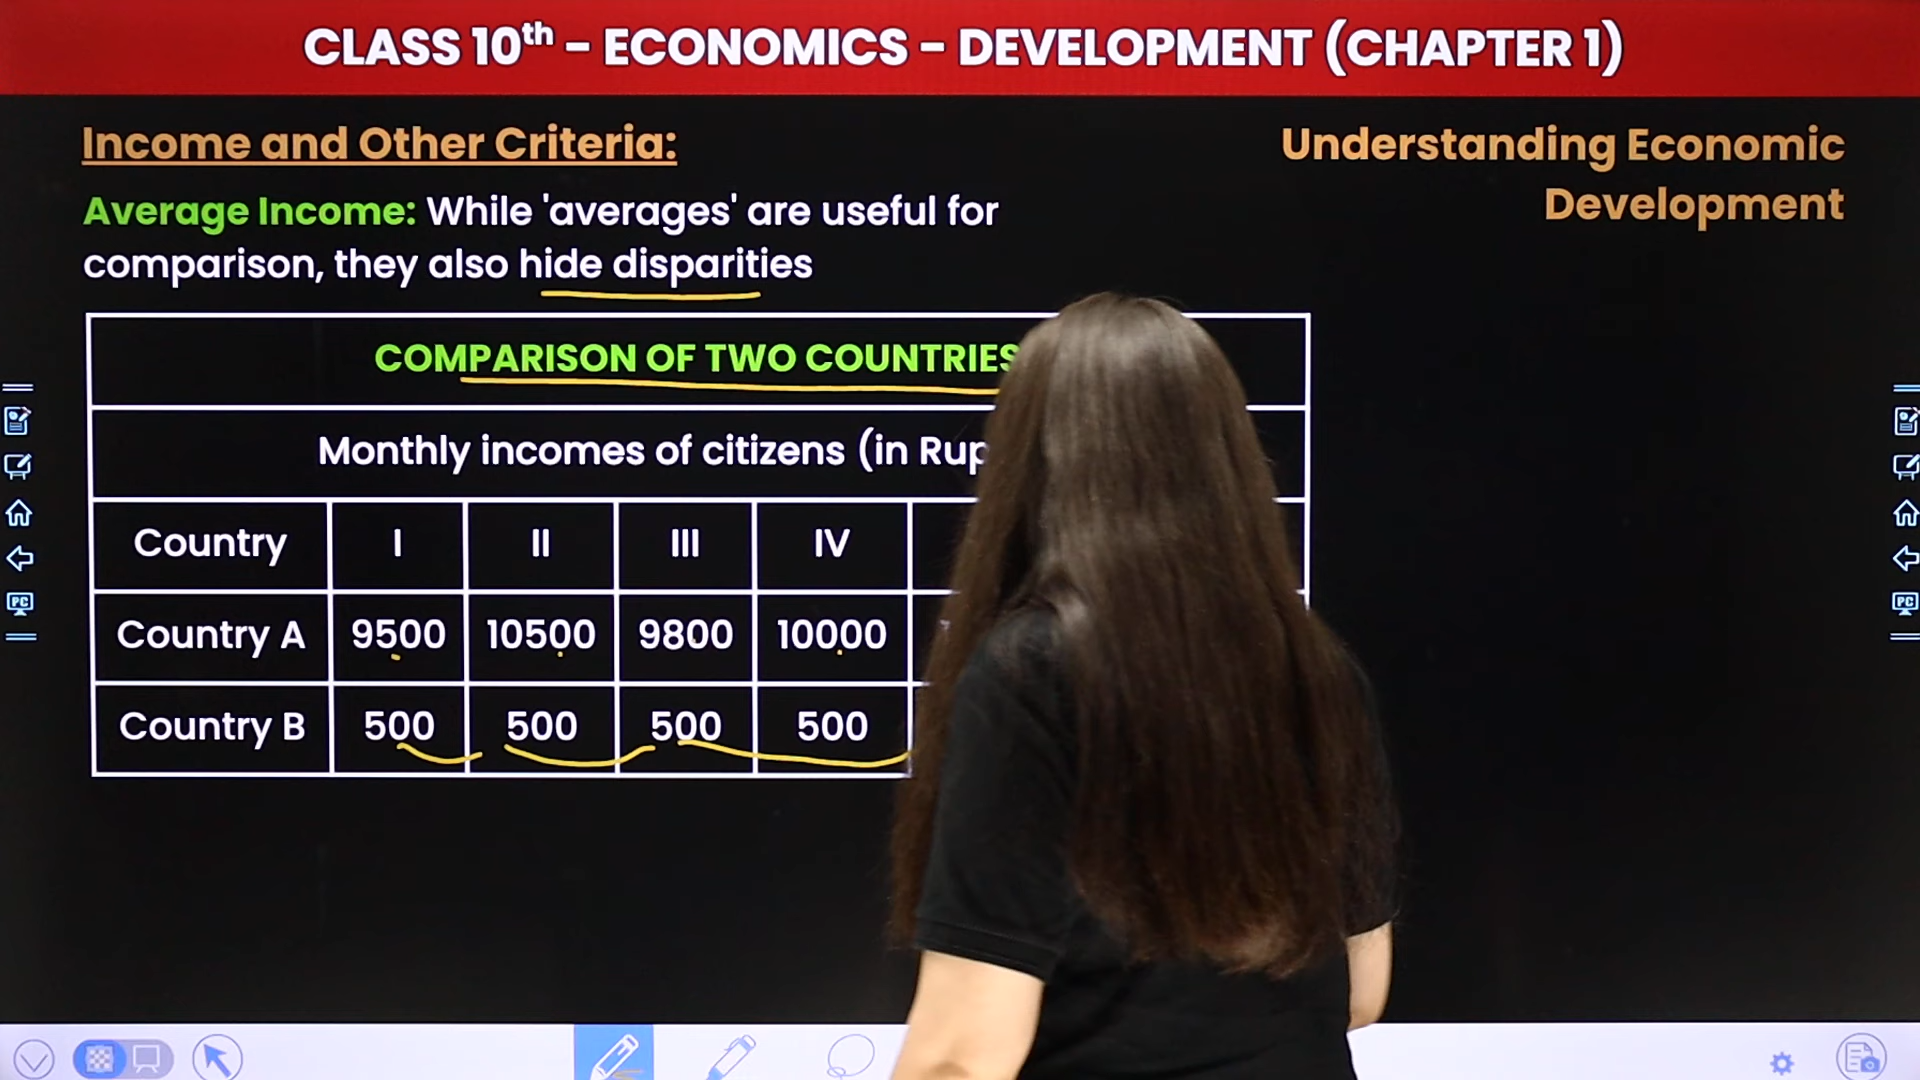 CLASS 10th - ECONOMICS - DEVELOPMENT (CHAPTER 1)
Income and Other Criteria:
Understanding Economic
Development
Average Income: While 'averages' are useful for
comparison, they also hide disparities
COMPARISON OF TWO COUNTRIES
Monthly incomes of citizens (in
Country I II III IV
Country A 9500 10500 9800 10000
Country B 500 500 500 500
PC PC